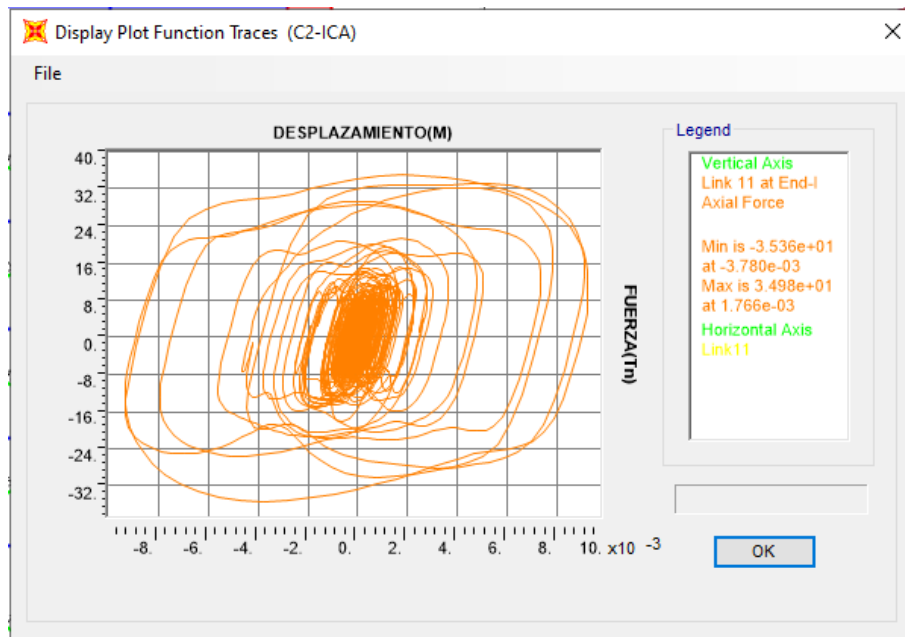 Display Plot Function Traces (C2-ICA)
File
DESPLAZAMIENTO(M)
40.
32.
24.
16.
8.
0.
-8.
-16.
-24.
-32.
-8. -6. -4. -2. 0. 2. 4. 6. 8. 10. x10 -3
FUERZA(Tn)
Legend
Vertical Axis
Link 11 at End-I
Axial Force
Min is -3.536e+01
at -3.780e-03
Max is 3.498e+01
at 1.766e-03
Horizontal Axis
Link11
OK